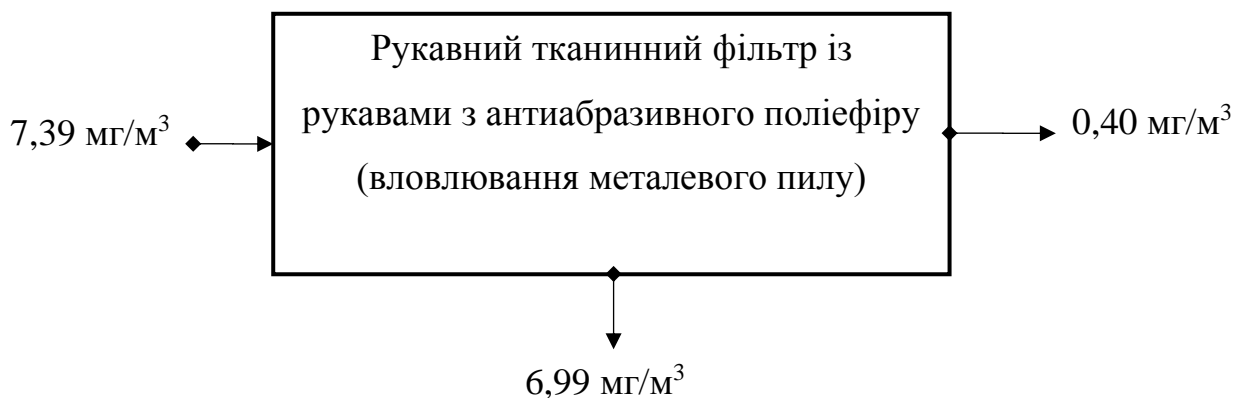 Рукавний тканинний фільтр із
рукавами з антиабразивного поліефіру
(вловлювання металевого пилу)
7,39 мг/м³
0,40 мг/м³
6,99 мг/м³